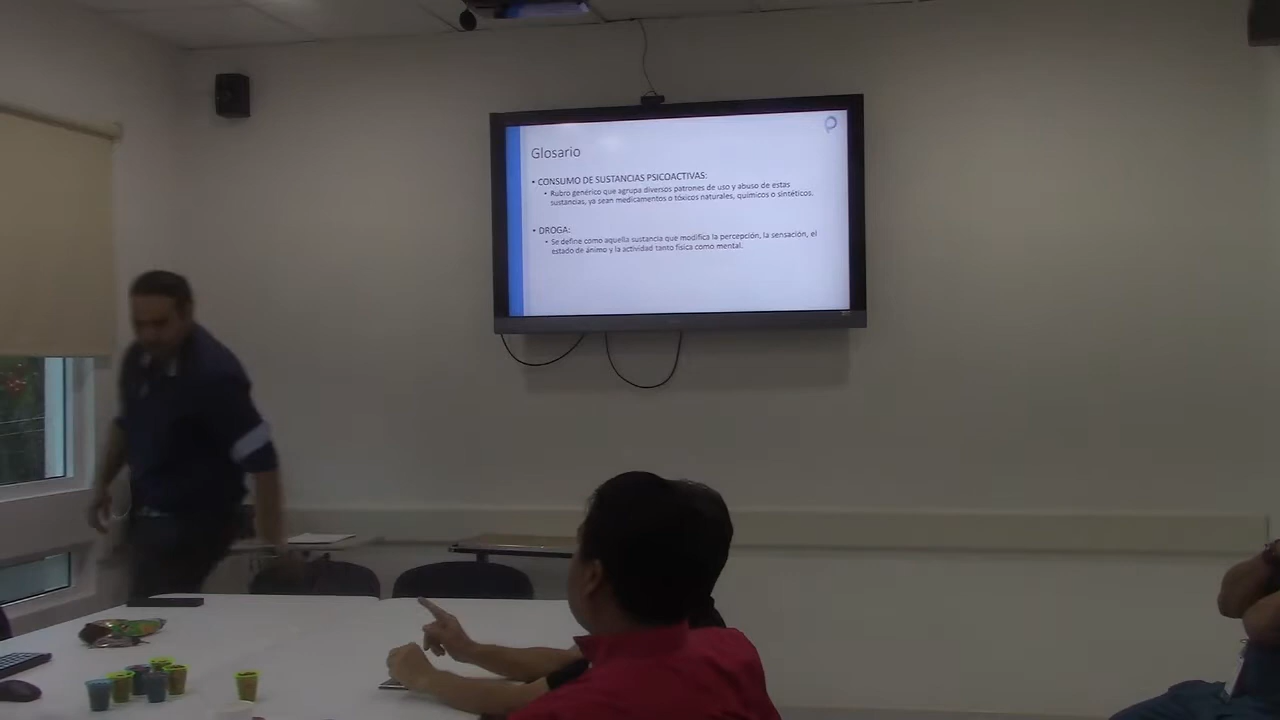 Glosario
• CONSUMO DE SUSTANCIAS PSICOACTIVAS:
• Rubro genérico que agrupa diversos patrones de uso y abuso de estas
sustancias, ya sean medicamentos o tóxicos naturales, químicos o sintéticos.
• DROGA:
• Se define como aquella sustancia que modifica la percepción, la sensación, el
estado de ánimo y la actividad tanto física como mental.